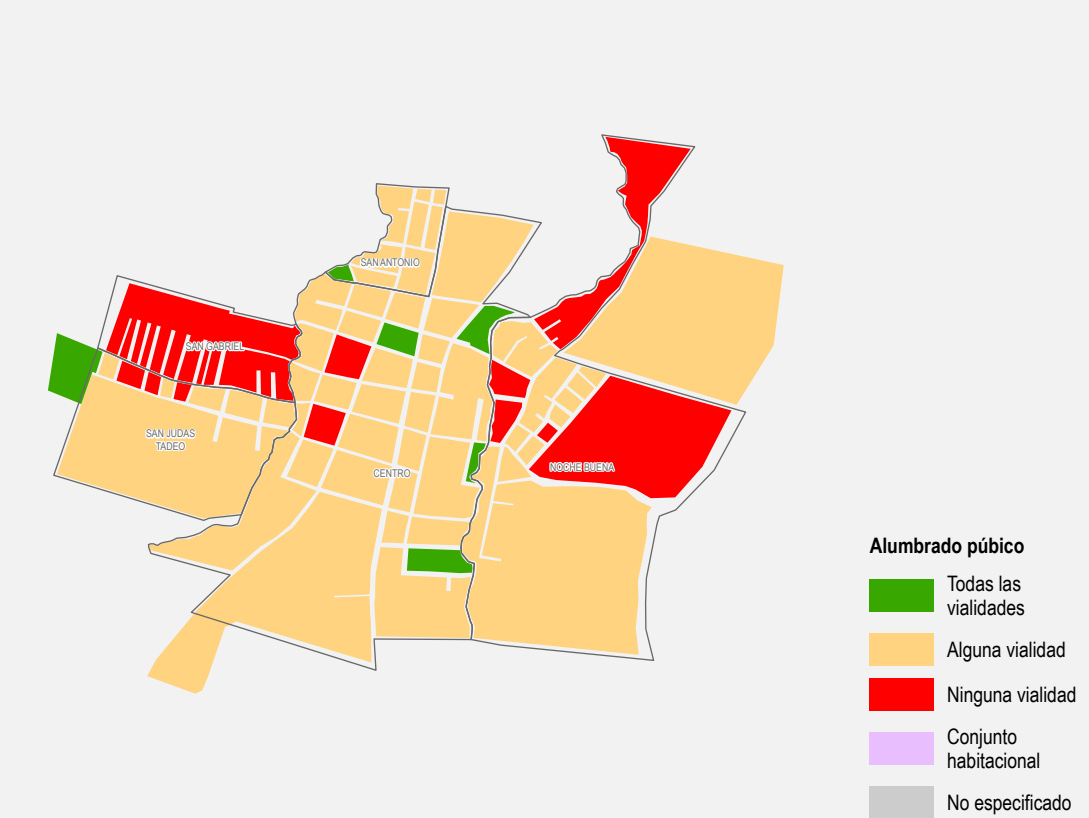 SAN ANTONIO
SAN GABRIEL
SAN JUDAS
TADEO
CENTRO
NOCHE BUENA
Alumbrado púbico
Todas las
vialidades
Alguna vialidad
Ninguna vialidad
Conjunto
habitacional
No especificado